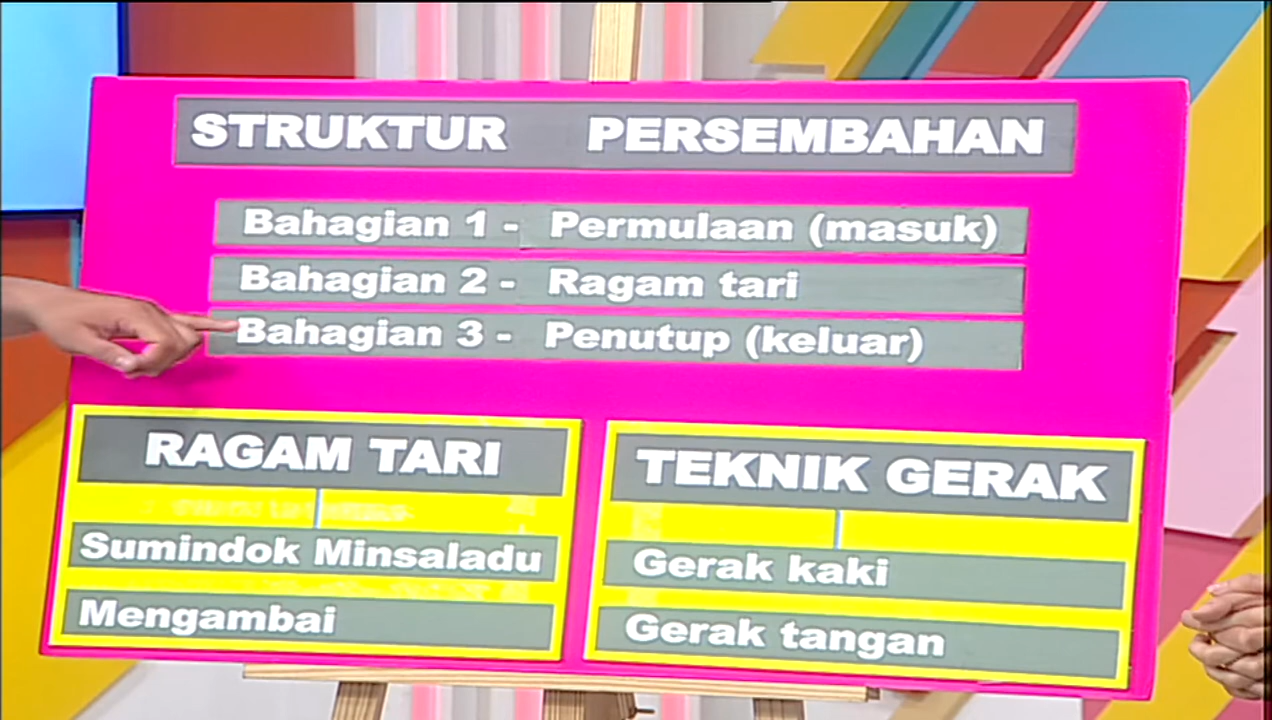 STRUKTUR PERSEMBAHAN
Bahagian 1 - Permulaan (masuk)
Bahagian 2 - Ragam tari
Bahagian 3 - Penutup (keluar)
RAGAM TARI
Sumindok Minsaladu
Mengambai
TEKNIK GERAK
Gerak kaki
Gerak tangan